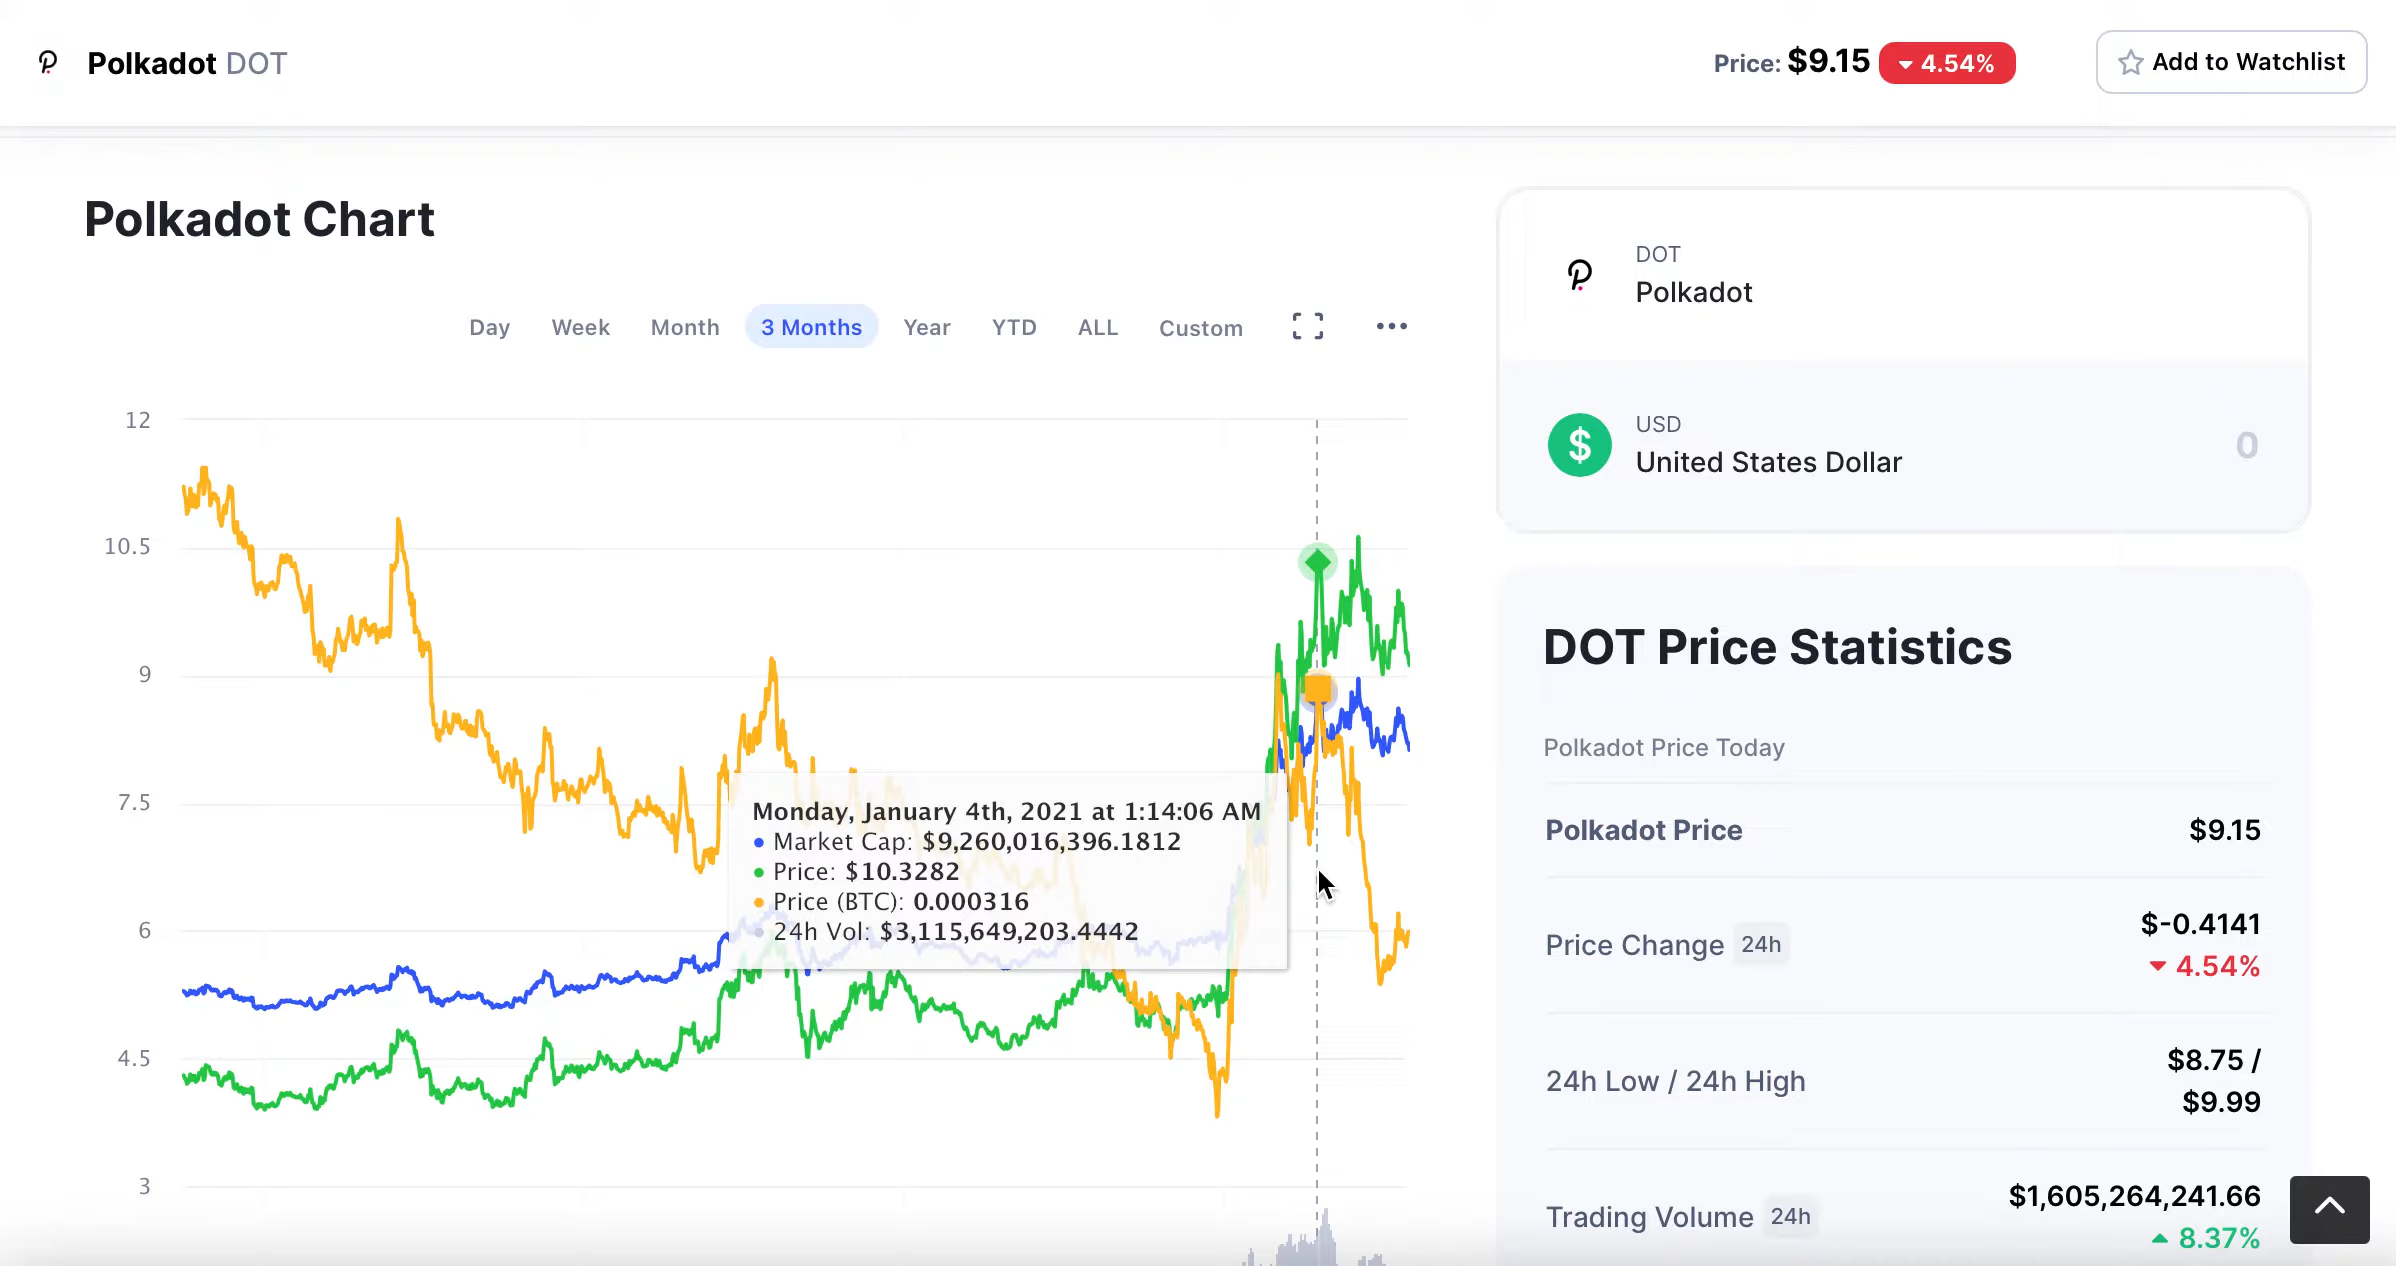 Polkadot DOT
Price: $9.15 4.54%
Add to Watchlist
Polkadot Chart
Day Week Month 3 Months Year YTD ALL Custom
12
10.5
9
7.5
6
4.5
3
Monday, January 4th, 2021 at 1:14:06 AM
Market Cap: $9,260,016,396.1812
Price: $10.3282
Price (BTC): 0.000316
24h Vol: $3,115,649,203.4442
DOT
Polkadot
USD
United States Dollar
0
DOT Price Statistics
Polkadot Price Today
Polkadot Price $9.15
Price Change 24h $-0.4141
4.54%
24h Low / 24h High $8.75 /
$9.99
Trading Volume 24h $1,605,264,241.66
8.37%